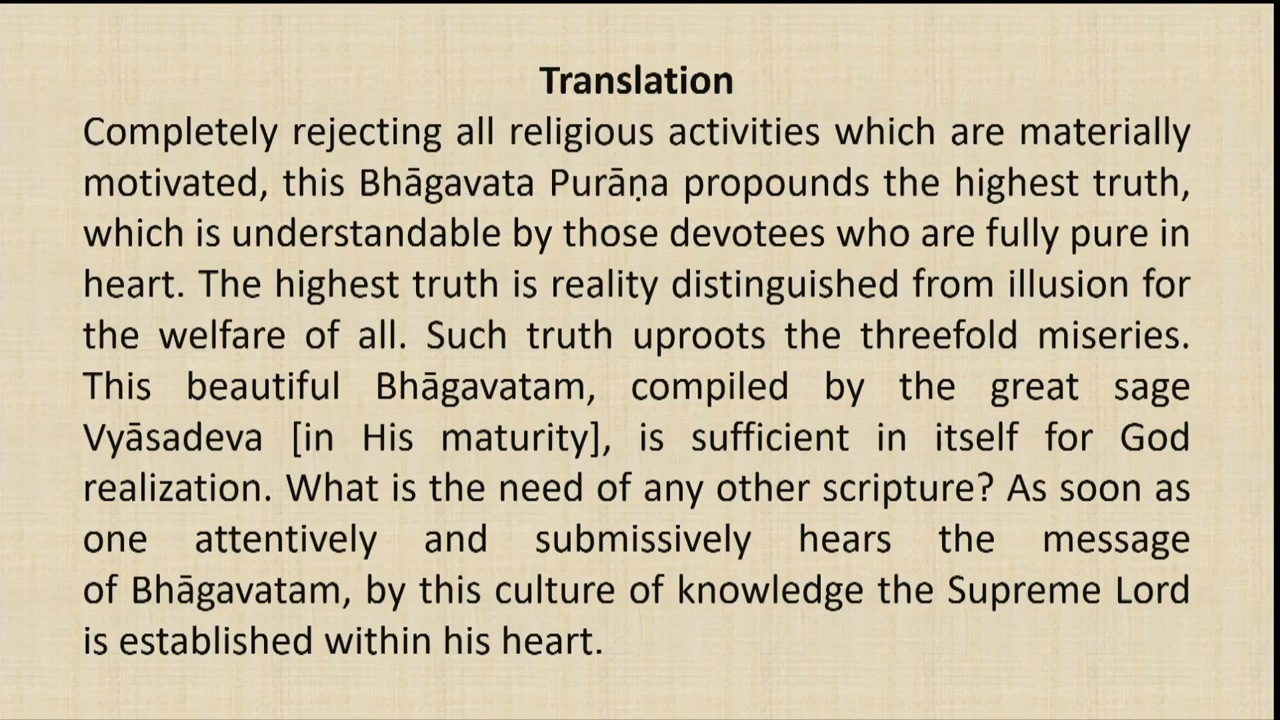 Translation
Completely rejecting all religious activities which are materially
motivated, this Bhāgavata Purāṇa propounds the highest truth,
which is understandable by those devotees who are fully pure in
heart. The highest truth is reality distinguished from illusion for
the welfare of all. Such truth uproots the threefold miseries.
This beautiful Bhāgavatam, compiled by the great sage
Vyāsadeva [in His maturity], is sufficient in itself for God
realization. What is the need of any other scripture? As soon as
one attentively and submissively hears the message
of Bhāgavatam, by this culture of knowledge the Supreme Lord
is established within his heart.